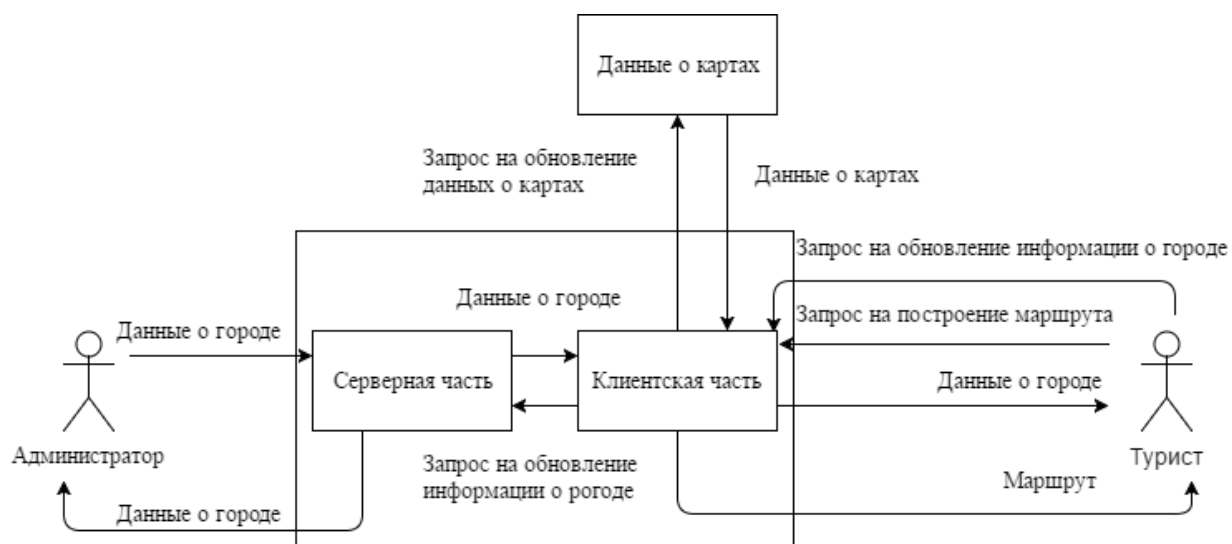 Данные о картах
Запрос на обновление
данных о картах
Данные о картах
Запрос на обновление информации о городе
Данные о городе
Запрос на построение маршрута
Данные о городе
Серверная часть
Клиентская часть
Данные о городе
Администратор
Запрос на обновление
информации о рогоде
Турист
Маршрут
Данные о городе